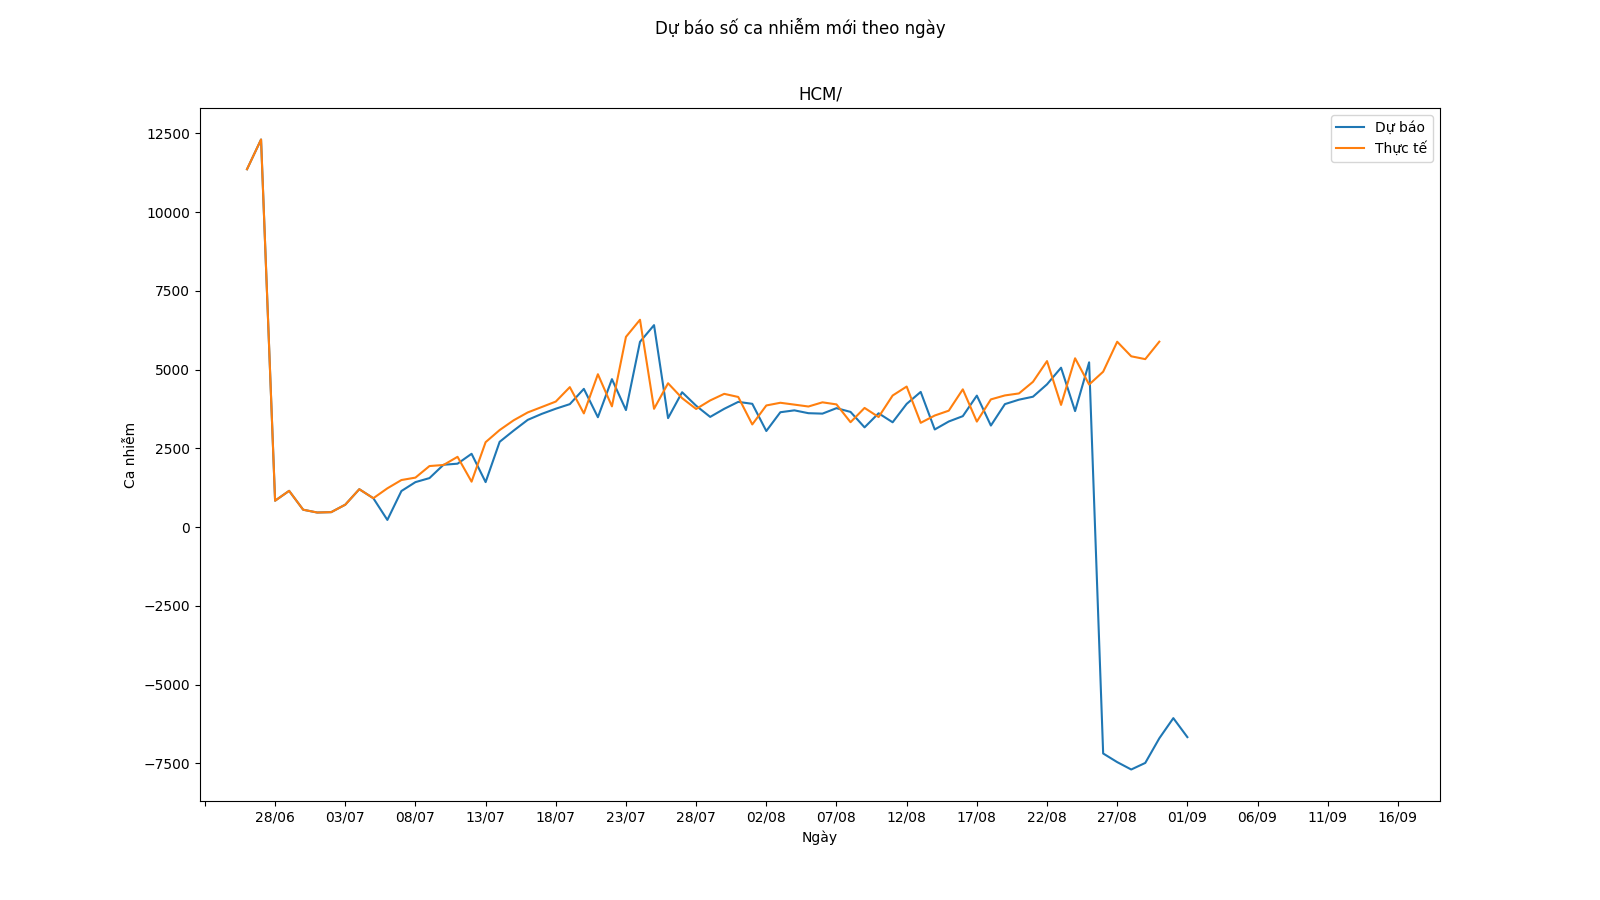 Dự báo số ca nhiễm mới theo ngày
HCM/
Dự báo
Thực tế
12500
10000
7500
5000
2500
0
−2500
−5000
−7500
Ca nhiễm
28/06 03/07 08/07 13/07 18/07 23/07 28/07 02/08 07/08 12/08 17/08 22/08 27/08 01/09 06/09 11/09 16/09
Ngày